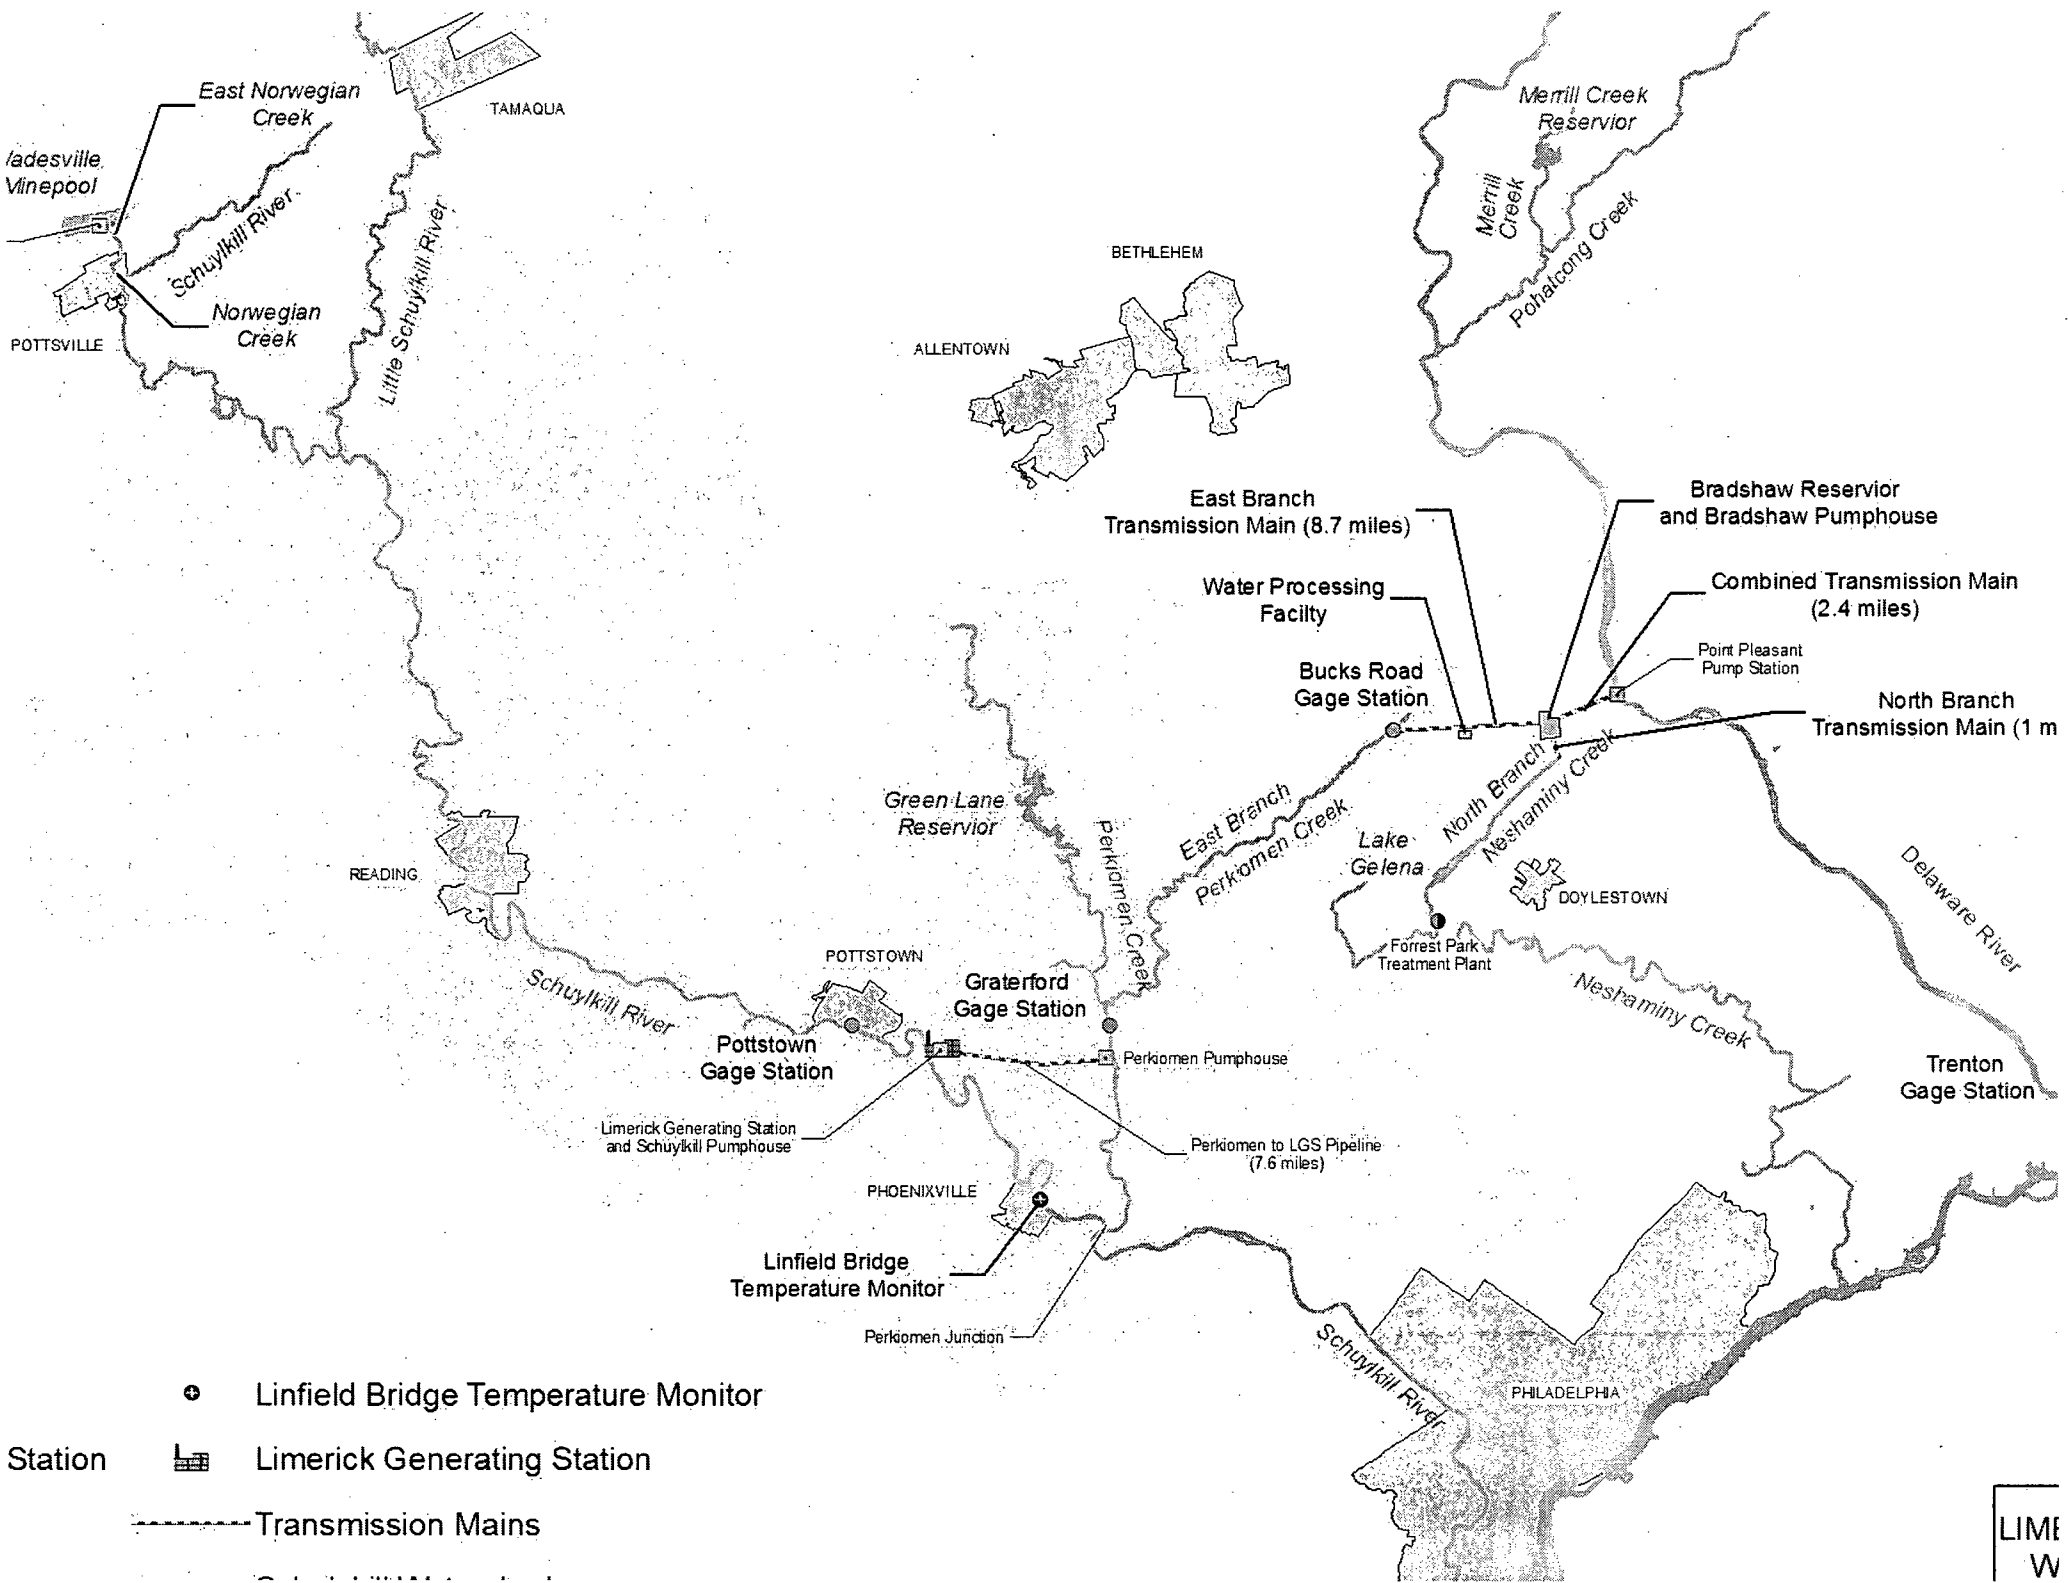 East Norwegian
Creek
TAMAQUA
Merrill Creek
Reservior
/adesville
Minepool
Merrill
Creek
Schuylkill River
Little Schuylkill River
Pohatcong Creek
BETHLEHEM
Norwegian
Creek
POTTSVILLE
ALLENTOWN
East Branch
Transmission Main (8.7 miles)
Bradshaw Reservior
and Bradshaw Pumphouse
Water Processing
Facilty
Combined Transmission Main
(2.4 miles)
Point Pleasant
Pump Station
Bucks Road
Gage Station
North Branch
Transmission Main (1 m
North Branch
Neshaminy Creek
Green Lane
Reservior
East Branch
Perkiomen Creek
Perkiomen Creek
Lake
Gelena
READING
DOYLESTOWN
Delaware River
Forrest Park
Treatment Plant
POTTSTOWN
Schuylkill River
Graterford
Gage Station
Neshaminy Creek
Pottstown
Gage Station
Perkiomen Pumphouse
Trenton
Gage Station
Limerick Generating Station
and Schuylkill Pumphouse
Perkiomen to LGS Pipeline
(7.6 miles)
PHOENIXVILLE
Linfield Bridge
Temperature Monitor
Perkiomen Junction
Schuylkill River
PHILADELPHIA
Linfield Bridge Temperature Monitor
Station
Limerick Generating Station
Transmission Mains
LIME
W